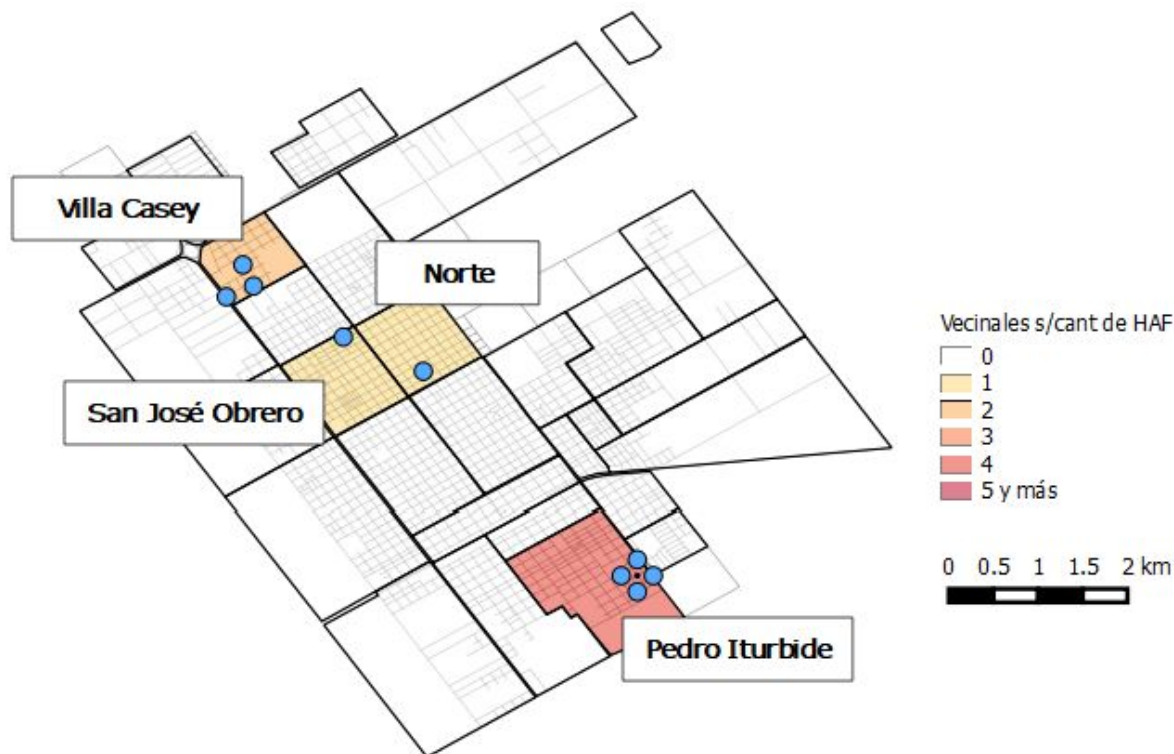 Villa Casey
Norte
San José Obrero
Pedro Iturbide
Vecinales s/cant de HAF
0
1
2
3
4
5 y más
0 0.5 1 1.5 2 km